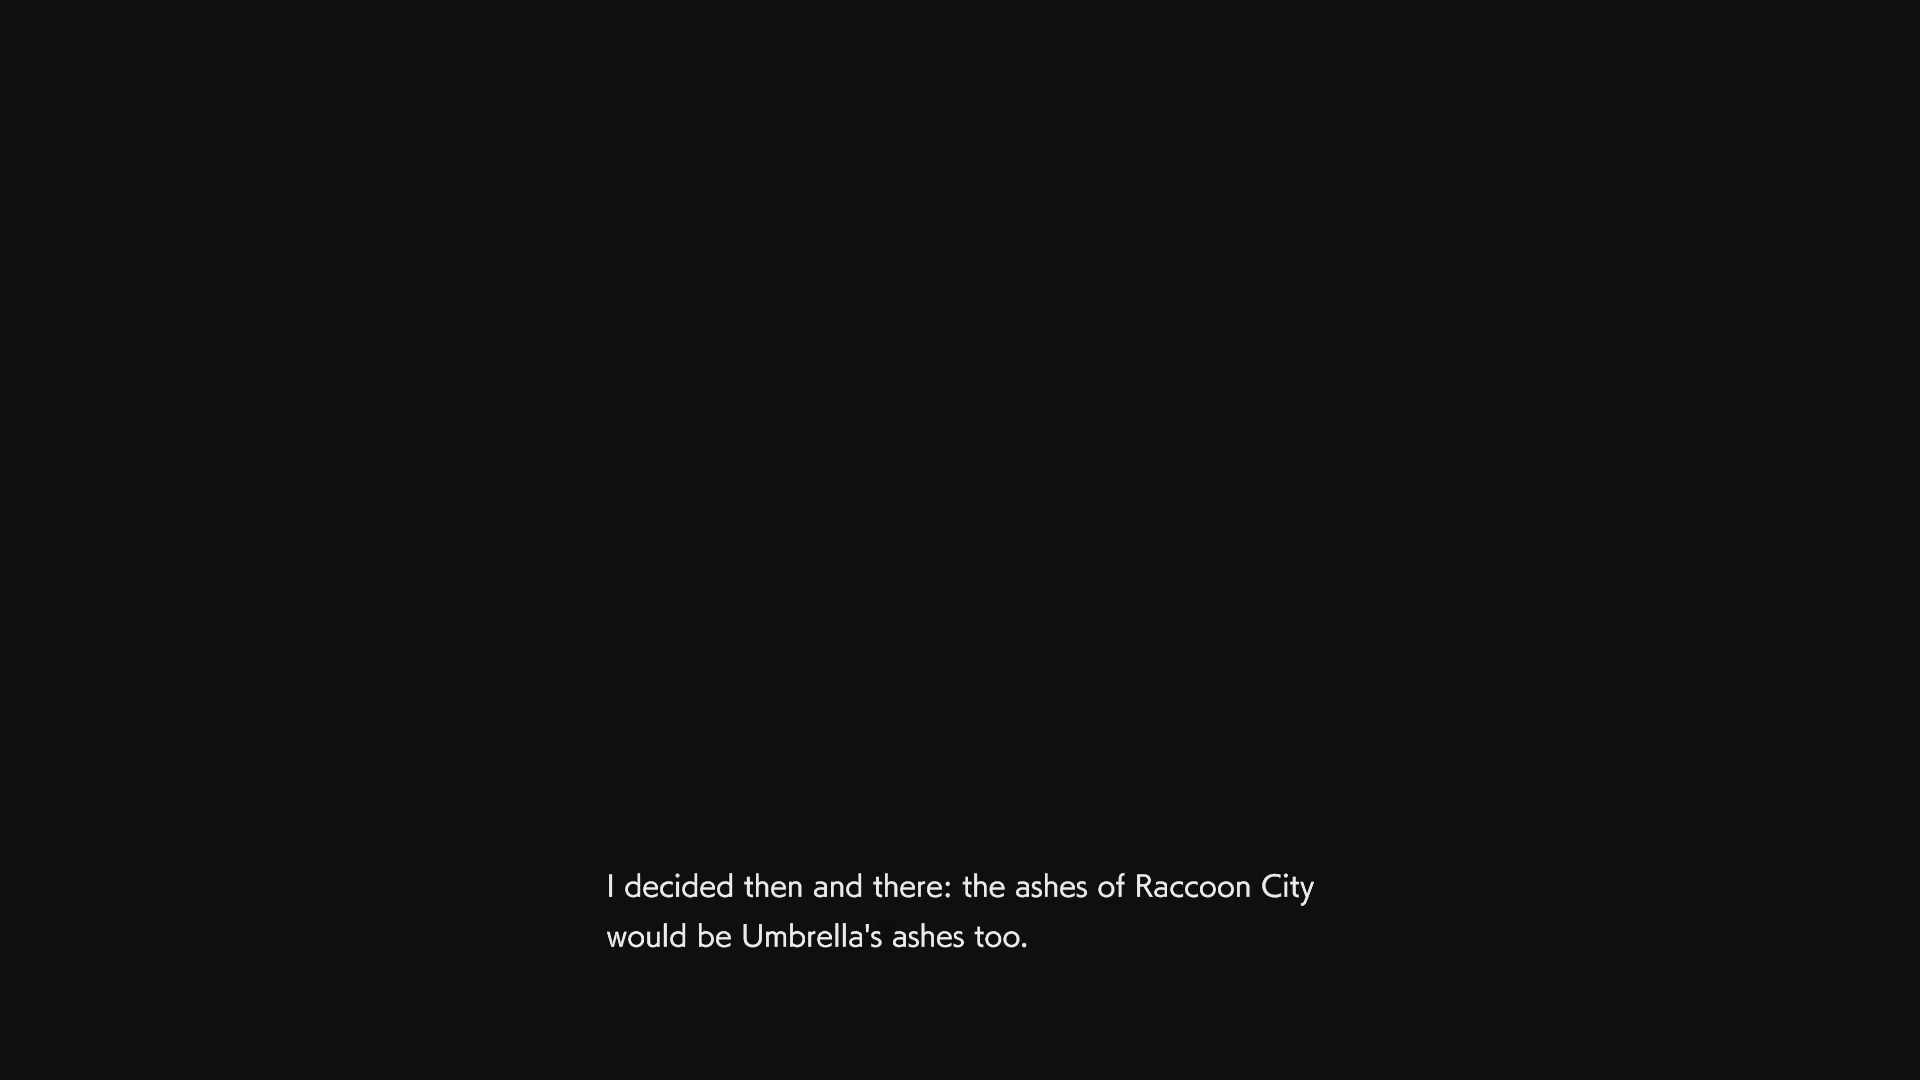 I decided then and there: the ashes of Raccoon City
would be Umbrella's ashes too.